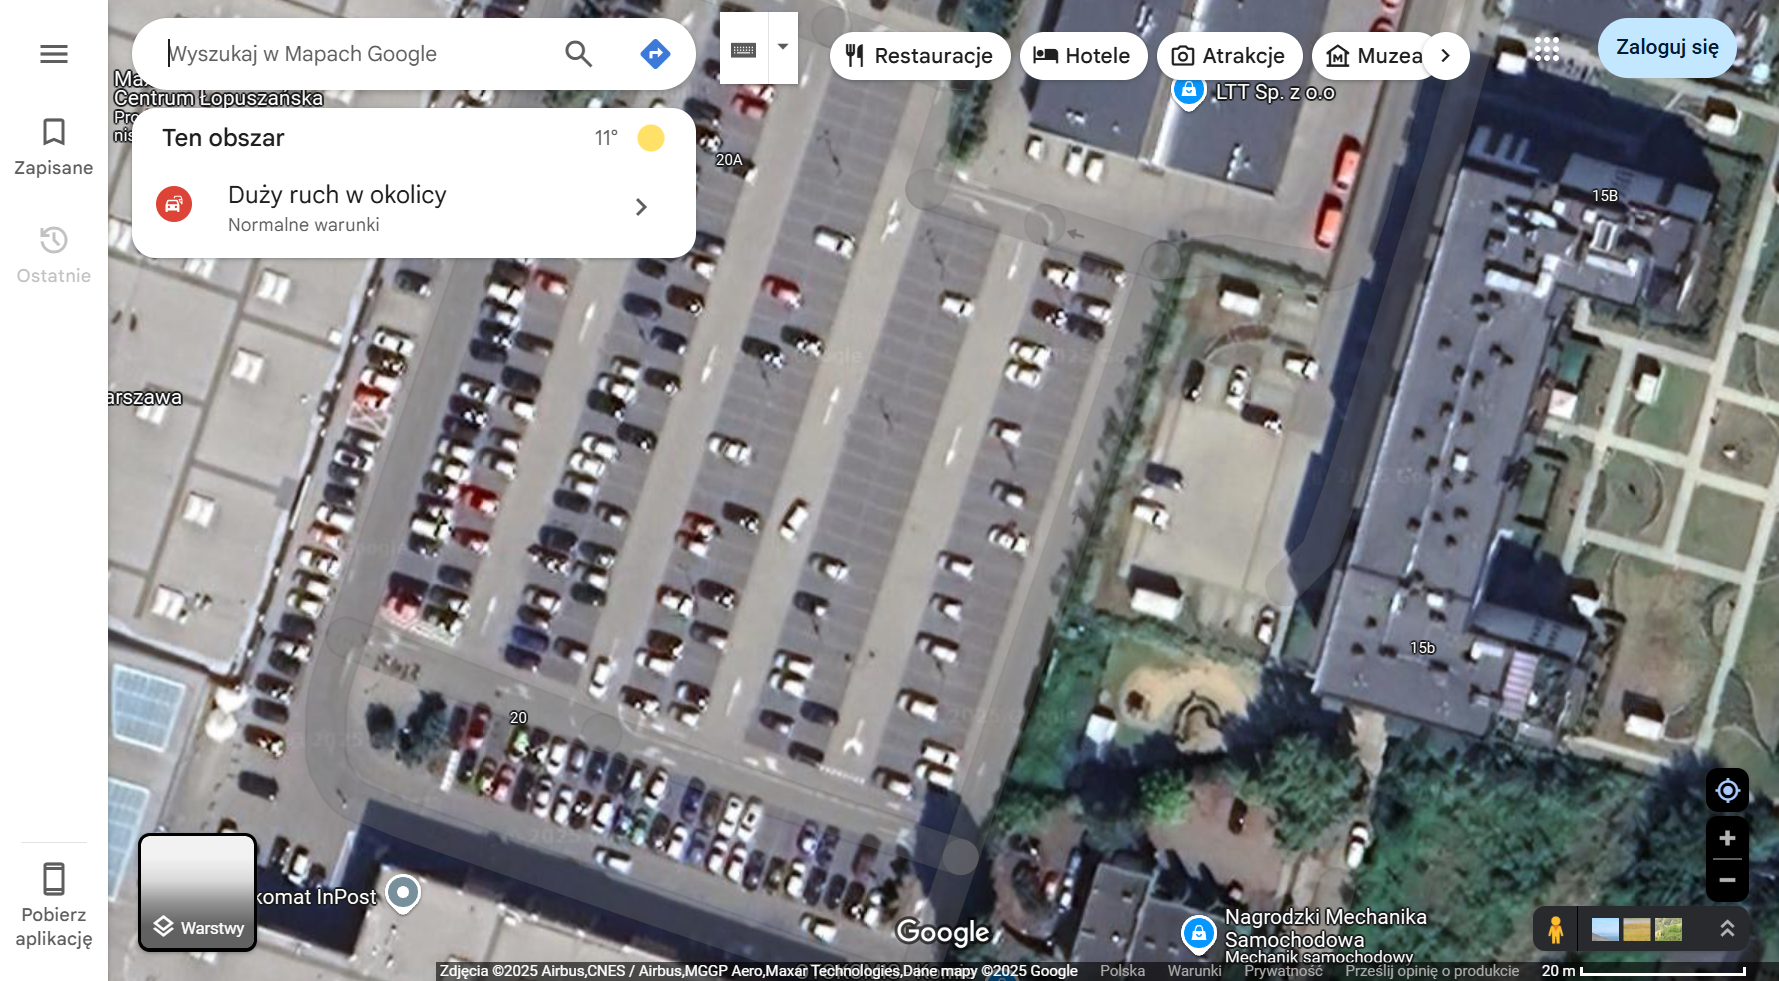 Wyszukaj w Mapach Google
Restauracje
Hotele
Atrakcje
Muzea
Zaloguj się
Zapisane
Ostatnie
Centrum Łopuszańska
Ten obszar
11°
Duży ruch w okolicy
Normalne warunki
LTT Sp. z o.o
20A
15B
arszawa
15b
20
Pobierz
aplikację
Warstwy
komat InPost
Google
Nagrodzki Mechanika
Samochodowa
Mechanik samochodowy
Zdjęcia ©2025 Airbus,CNES / Airbus,MGGP Aero,Maxar Technologies,Dane mapy ©2025 Google
Polska
Warunki
Prywatność
Prześlij opinię o produkcie
20 m